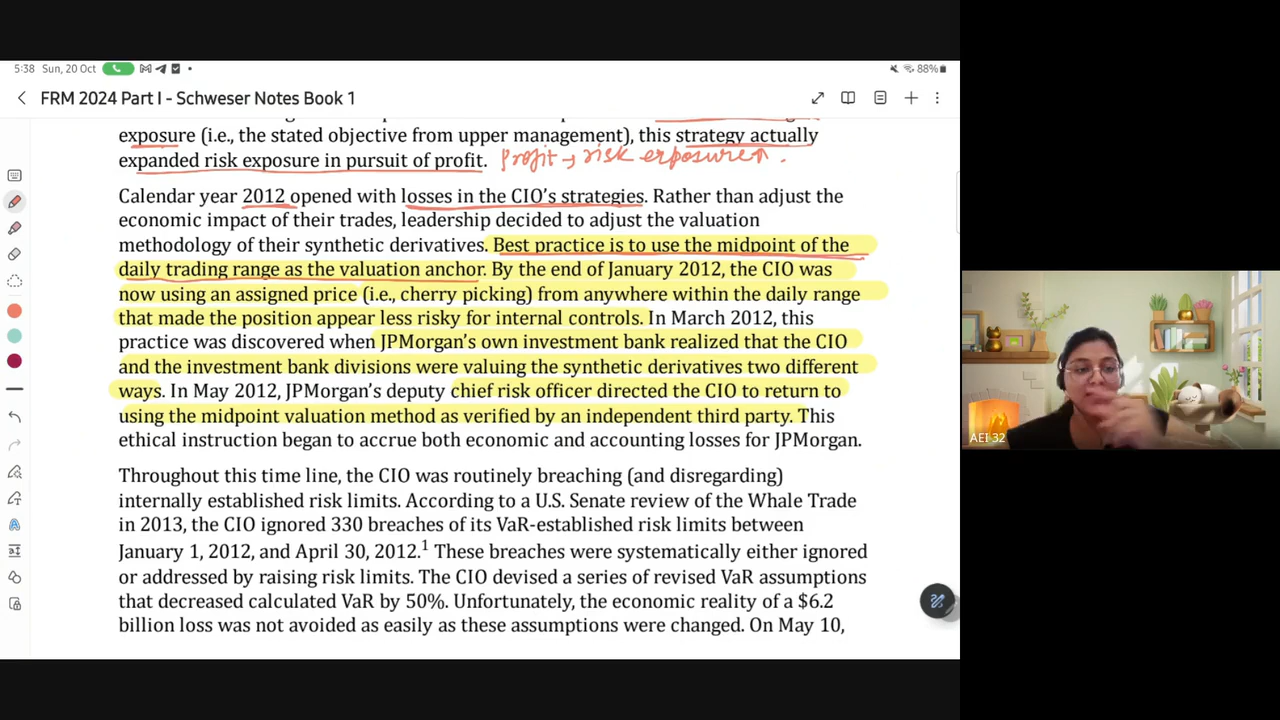 5:38 Sun, 20 Oct 88%
FRM 2024 Part I - Schweser Notes Book 1
exposure (i.e., the stated objective from upper management), this strategy actually
expanded risk exposure in pursuit of profit. profit → risk exposure ↑.
Calendar year 2012 opened with losses in the CIO's strategies. Rather than adjust the
economic impact of their trades, leadership decided to adjust the valuation
methodology of their synthetic derivatives. Best practice is to use the midpoint of the
daily trading range as the valuation anchor. By the end of January 2012, the CIO was
now using an assigned price (i.e., cherry picking) from anywhere within the daily range
that made the position appear less risky for internal controls. In March 2012, this
practice was discovered when JPMorgan's own investment bank realized that the CIO
and the investment bank divisions were valuing the synthetic derivatives two different
ways. In May 2012, JPMorgan's deputy chief risk officer directed the CIO to return to
using the midpoint valuation method as verified by an independent third party. This
ethical instruction began to accrue both economic and accounting losses for JPMorgan.
Throughout this time line, the CIO was routinely breaching (and disregarding)
internally established risk limits. According to a U.S. Senate review of the Whale Trade
in 2013, the CIO ignored 330 breaches of its VaR-established risk limits between
January 1, 2012, and April 30, 2012.¹ These breaches were systematically either ignored
or addressed by raising risk limits. The CIO devised a series of revised VaR assumptions
that decreased calculated VaR by 50%. Unfortunately, the economic reality of a $6.2
billion loss was not avoided as easily as these assumptions were changed. On May 10,
AEI 32